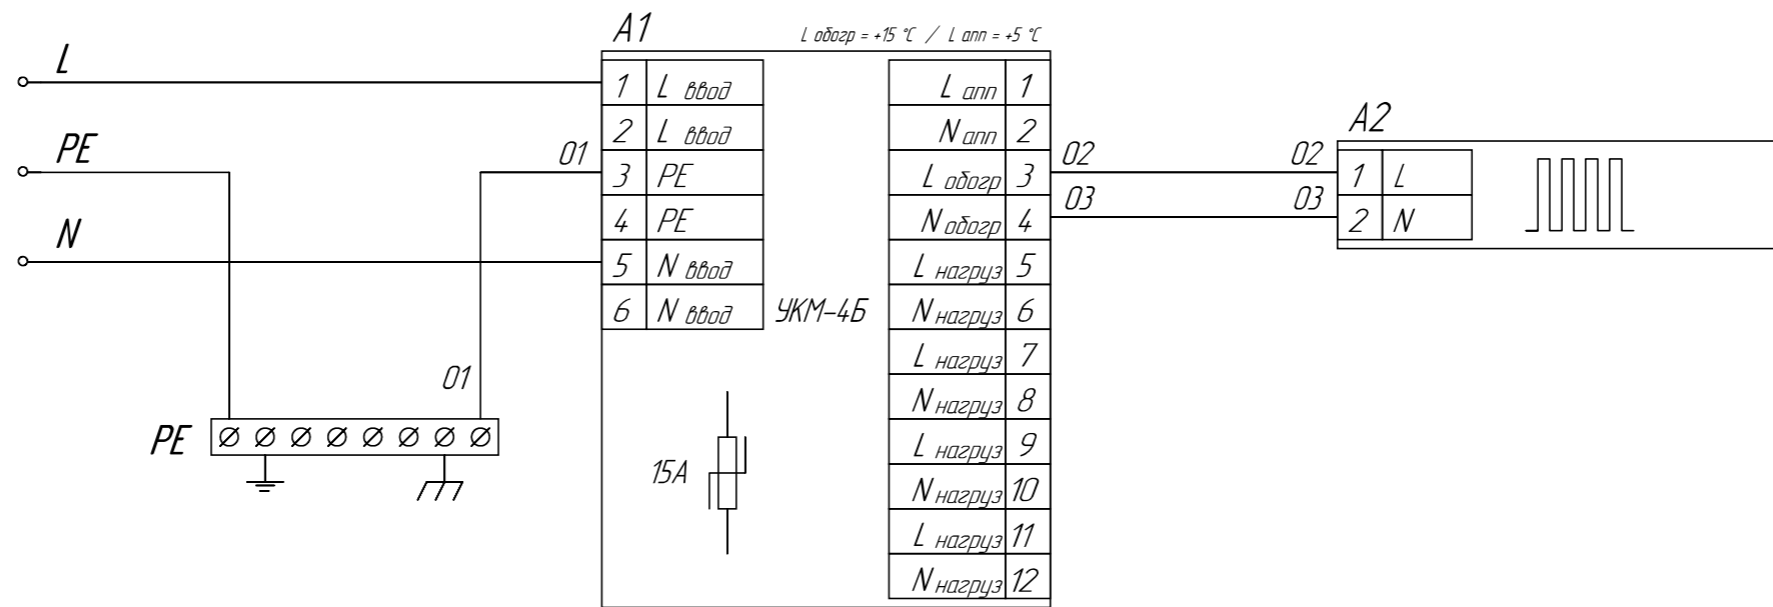 A1
L обогр = +15 °C / L апп = +5 °C
L
PE
N
01
01
PE
1 L ввод
2 L ввод
3 PE
4 PE
5 N ввод
6 N ввод
УКМ-4Б
15А
L апп 1
N апп 2
L обогр 3
N обогр 4
L нагруз 5
N нагруз 6
L нагруз 7
N нагруз 8
L нагруз 9
N нагруз 10
L нагруз 11
N нагруз 12
02 02
03 03
A2
1 L
2 N